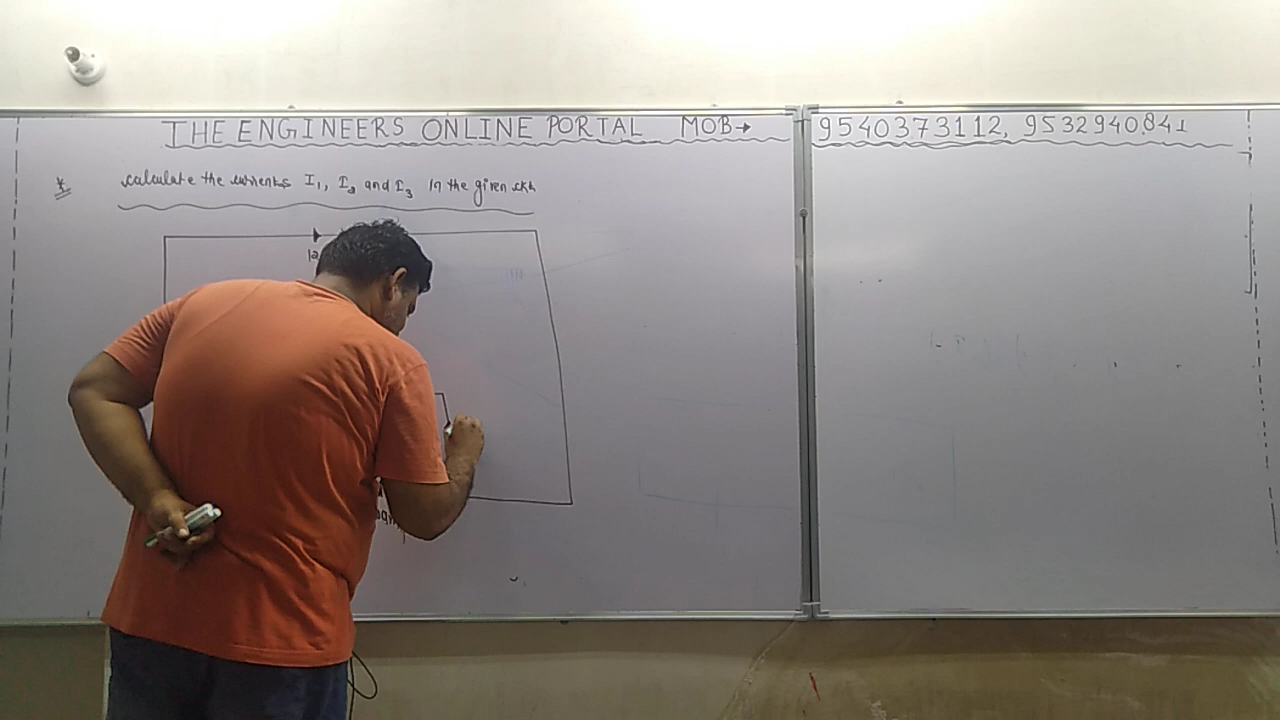 THE ENGINEERS ONLINE PORTAL MOB→ 9540373112, 9532940841
* calculate the currents I1, I2 and I3 in the given ckt